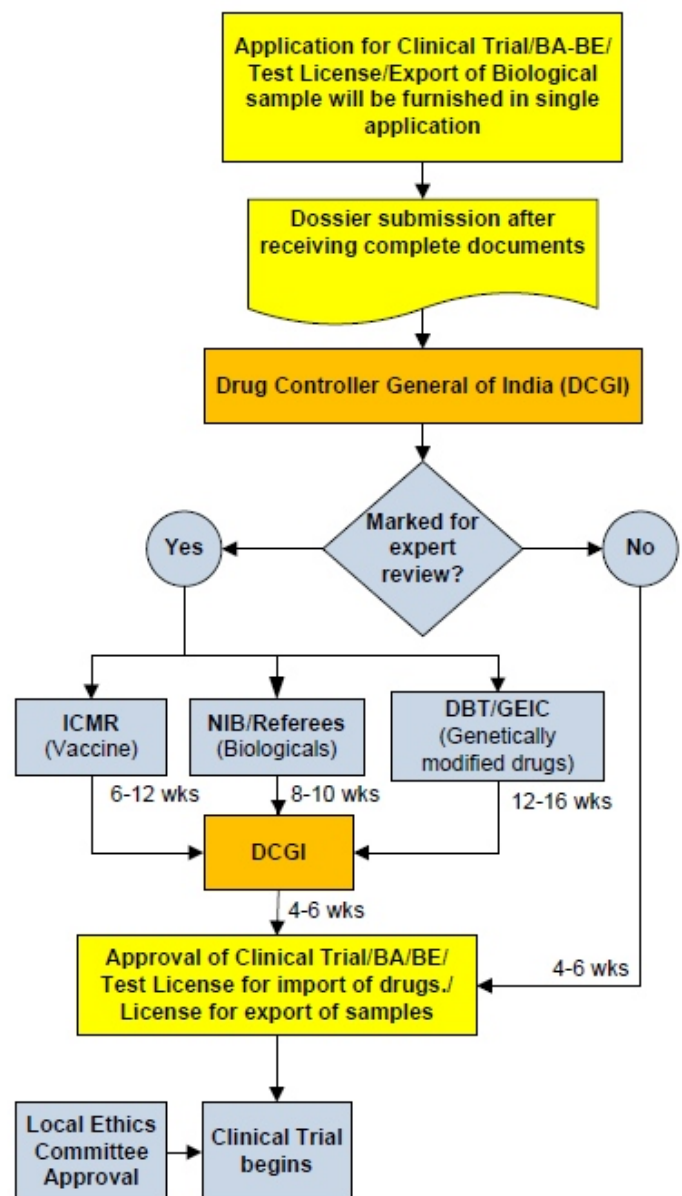 Application for Clinical Trial/BA-BE/
Test License/Export of Biological
sample will be furnished in single
application
Dossier submission after
receiving complete documents
Drug Controller General of India (DCGI)
Marked for
expert
review?
Yes
No
ICMR
(Vaccine)
NIB/Referees
(Biologicals)
DBT/GEIC
(Genetically
modified drugs)
6-12 wks
8-10 wks
12-16 wks
DCGI
4-6 wks
Approval of Clinical Trial/BA/BE/
Test License for import of drugs./
License for export of samples
4-6 wks
Local Ethics
Committee
Approval
Clinical Trial
begins